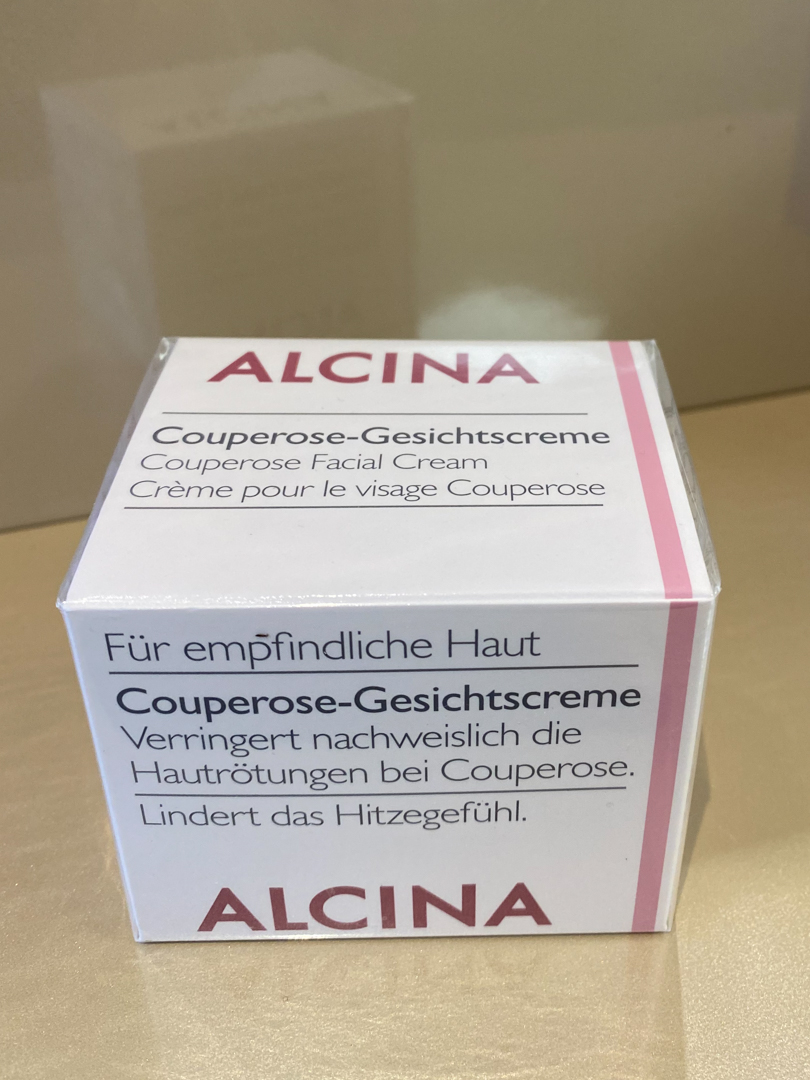 ALCINA
Couperose-Gesichtscreme
Couperose Facial Cream
Crème pour le visage Couperose
Für empfindliche Haut
Couperose-Gesichtscreme
Verringert nachweislich die
Hautrötungen bei Couperose.
Lindert das Hitzegefühl.
ALCINA